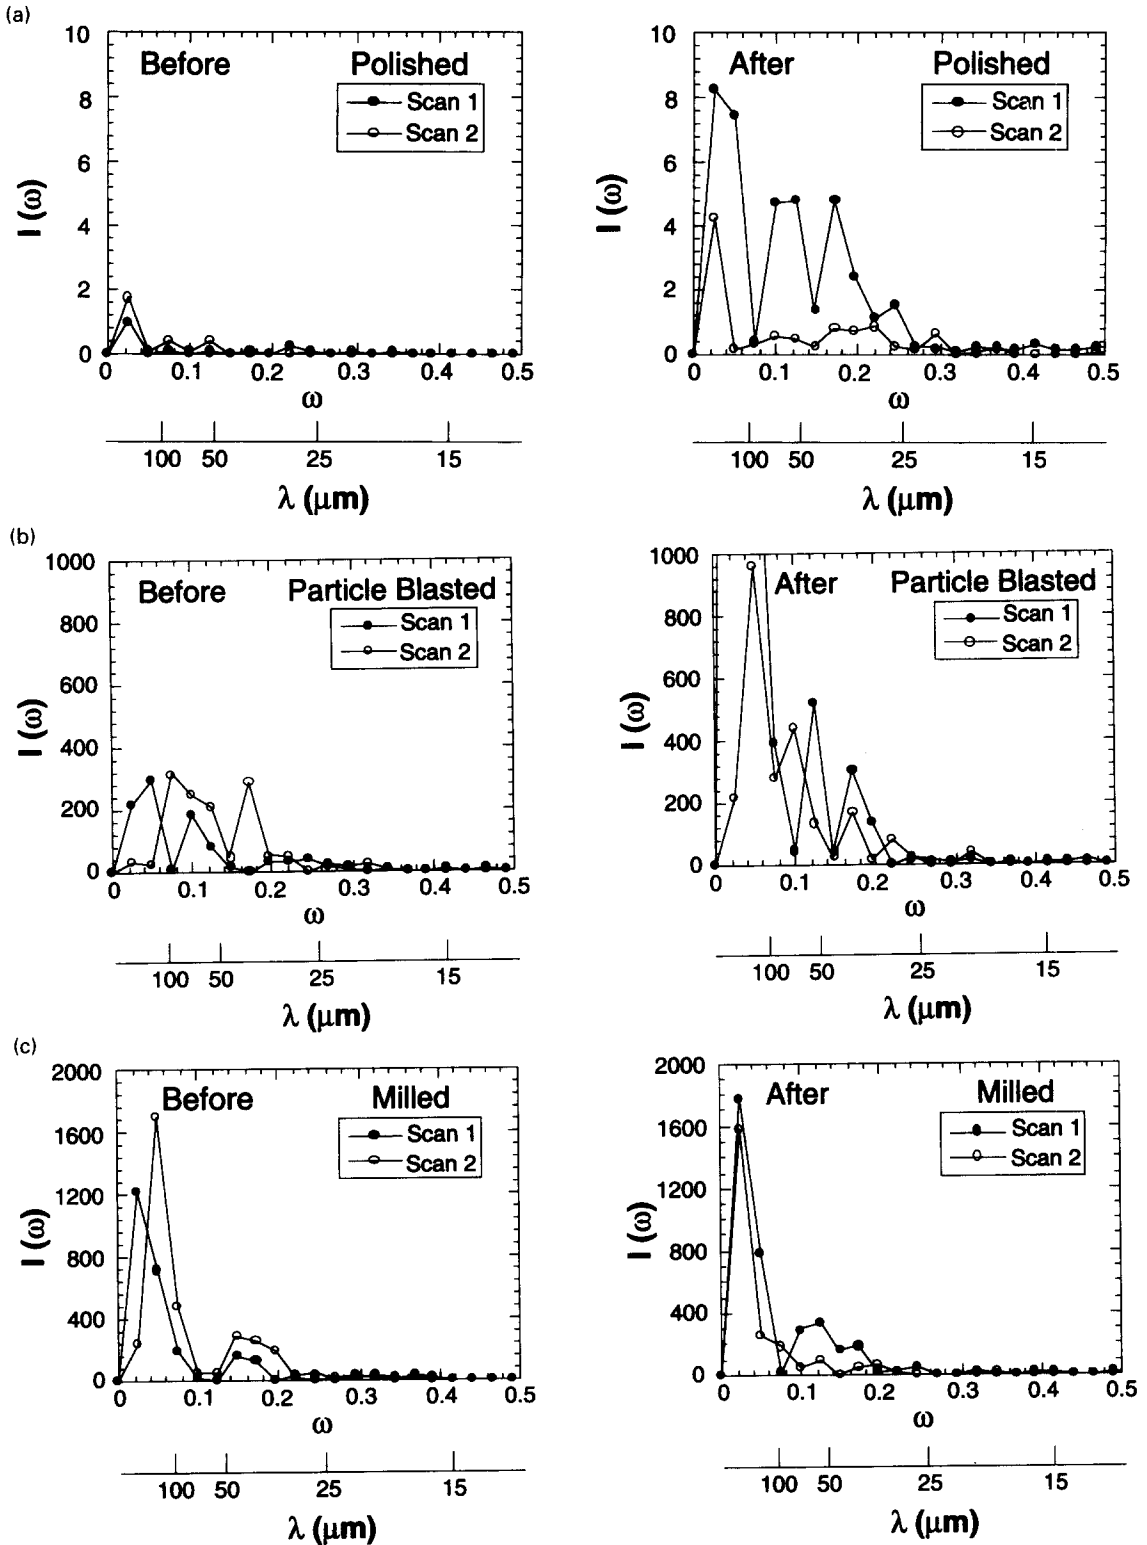 (a)
10
8
6
4
2
0
I (ω)
Before Polished
Scan 1
Scan 2
0 0.1 0.2 0.3 0.4 0.5
ω
100 50 25 15
λ (μm)
10
8
6
4
2
0
I (ω)
After Polished
Scan 1
Scan 2
0 0.1 0.2 0.3 0.4 0.5
ω
100 50 25 15
λ (μm)
(b)
1000
800
600
400
200
0
I (ω)
Before Particle Blasted
Scan 1
Scan 2
0 0.1 0.2 0.3 0.4 0.5
ω
100 50 25 15
λ (μm)
1000
800
600
400
200
0
I (ω)
After Particle Blasted
Scan 1
Scan 2
0 0.1 0.2 0.3 0.4 0.5
ω
100 50 25 15
λ (μm)
(c)
2000
1600
1200
800
400
0
I (ω)
Before Milled
Scan 1
Scan 2
0 0.1 0.2 0.3 0.4 0.5
ω
100 50 25 15
λ (μm)
2000
1600
1200
800
400
0
I (ω)
After Milled
Scan 1
Scan 2
0 0.1 0.2 0.3 0.4 0.5
ω
100 50 25 15
λ (μm)